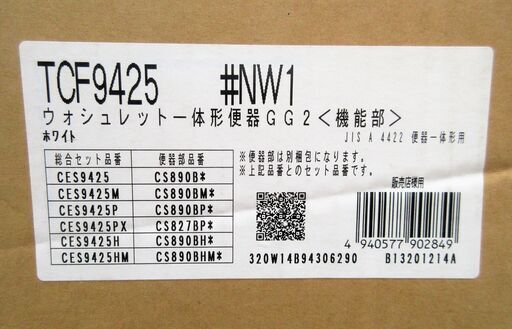 TCF9425 #NW1
ウォシュレット一体形便器GG2<機能部>
ホワイト
JIS A 4422 便器一体形用
総合セット品番 便器品番
CES9425 CS890B*
CES9425M CS890BM*
CES9425P CS890BP*
CES9425PX CS827BP*
CES9425H CS890BH*
CES9425HM CS890BHM*
※便器部は別梱包になります。
※上記品番とのセット品番です。
販売店様用
4 940577 902849
320W14B94306290 B13201214A